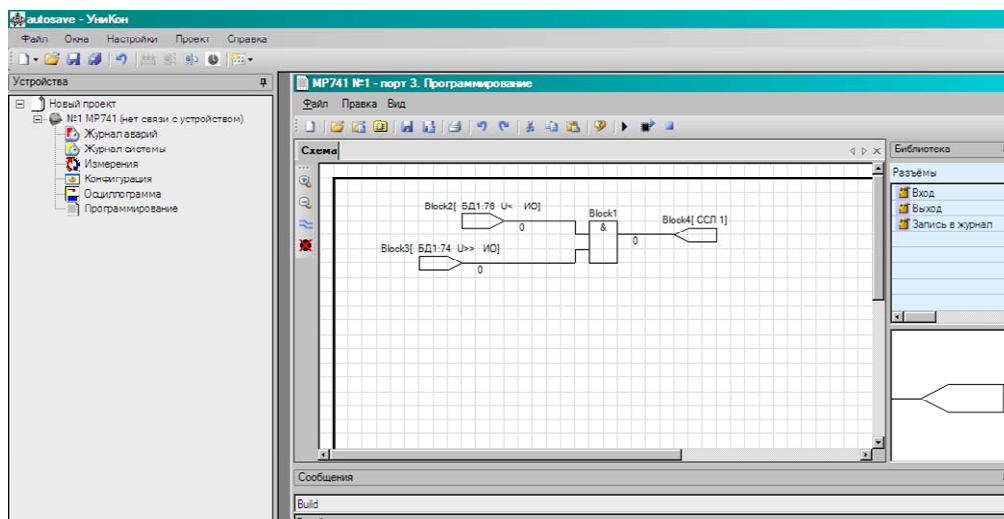 autosave - УниКон
Файл Окна Настройки Проект Справка
Устройства
Новый проект
№1 МР741 (нет связи с устройством)
Журнал аварий
Журнал системы
Измерения
Конфигурация
Осциллограмма
Программирование
МР741 №1 - порт 3. Программирование
Файл Правка Вид
Схема
Block2[ БД1:76 U< ИО]
0
Block1
&
0
Block4[ ССЛ 1]
Block3[ БД1:74 U>> ИО]
0
Библиотека
Разъёмы
Вход
Выход
Запись в журнал
Сообщения
Build